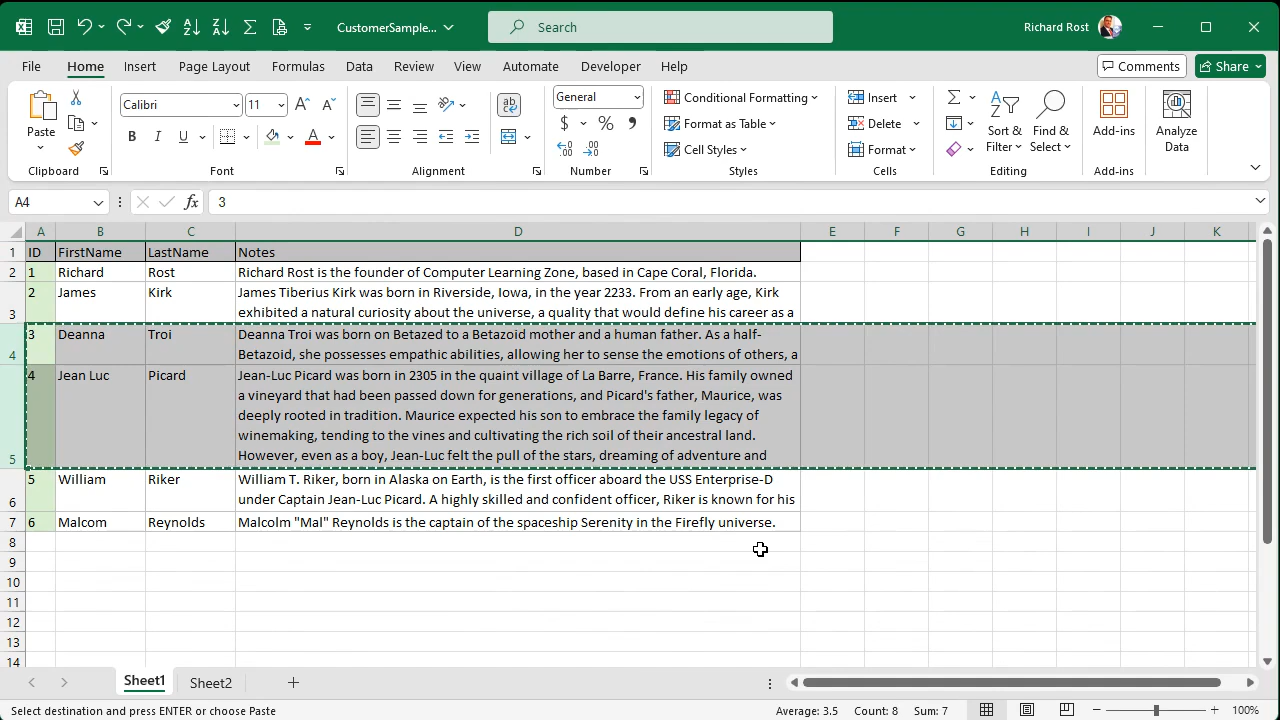 CustomerSample...
Search
Richard Rost
File Home Insert Page Layout Formulas Data Review View Automate Developer Help
Comments Share
Calibri 11 General
Paste
B I U
$ % ,
Conditional Formatting
Format as Table
Cell Styles
Insert
Delete
Format
Sort & Filter
Find & Select
Add-ins
Analyze Data
Clipboard Font Alignment Number Styles Cells Editing Add-ins
A4 fx 3
A B C D E F G H I J K
1 ID FirstName LastName Notes
2 1 Richard Rost Richard Rost is the founder of Computer Learning Zone, based in Cape Coral, Florida.
2 James Kirk James Tiberius Kirk was born in Riverside, Iowa, in the year 2233. From an early age, Kirk
3 exhibited a natural curiosity about the universe, a quality that would define his career as a
3 Deanna Troi Deanna Troi was born on Betazed to a Betazoid mother and a human father. As a half-
4 Betazoid, she possesses empathic abilities, allowing her to sense the emotions of others, a
4 Jean Luc Picard Jean-Luc Picard was born in 2305 in the quaint village of La Barre, France. His family owned
a vineyard that had been passed down for generations, and Picard's father, Maurice, was
deeply rooted in tradition. Maurice expected his son to embrace the family legacy of
winemaking, tending to the vines and cultivating the rich soil of their ancestral land.
5 However, even as a boy, Jean-Luc felt the pull of the stars, dreaming of adventure and
5 William Riker William T. Riker, born in Alaska on Earth, is the first officer aboard the USS Enterprise-D
6 under Captain Jean-Luc Picard. A highly skilled and confident officer, Riker is known for his
7 6 Malcom Reynolds Malcolm "Mal" Reynolds is the captain of the spaceship Serenity in the Firefly universe.
8
9
10
11
12
13
14
Sheet1 Sheet2
Select destination and press ENTER or choose Paste Average: 3.5 Count: 8 Sum: 7 100%